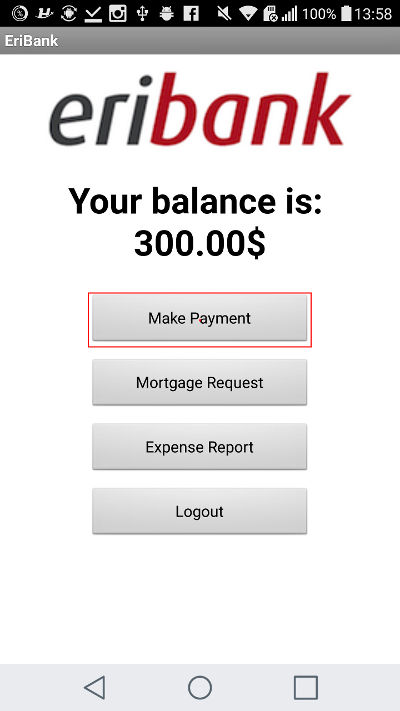 100% 13:58
EriBank
eribank
Your balance is:
300.00$
Make Payment
Mortgage Request
Expense Report
Logout